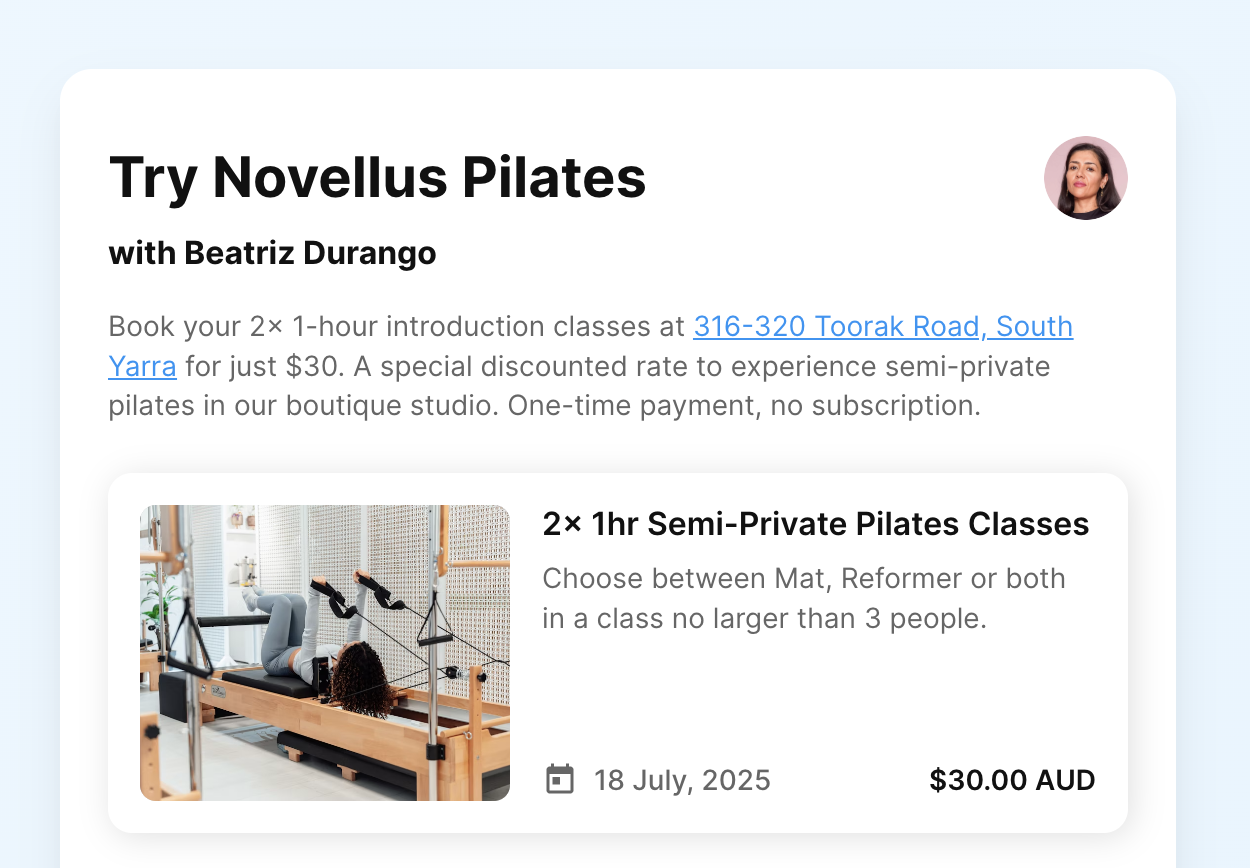 Try Novellus Pilates
with Beatriz Durango
Book your 2× 1-hour introduction classes at 316-320 Toorak Road, South
Yarra for just $30. A special discounted rate to experience semi-private
pilates in our boutique studio. One-time payment, no subscription.
2× 1hr Semi-Private Pilates Classes
Choose between Mat, Reformer or both
in a class no larger than 3 people.
18 July, 2025
$30.00 AUD